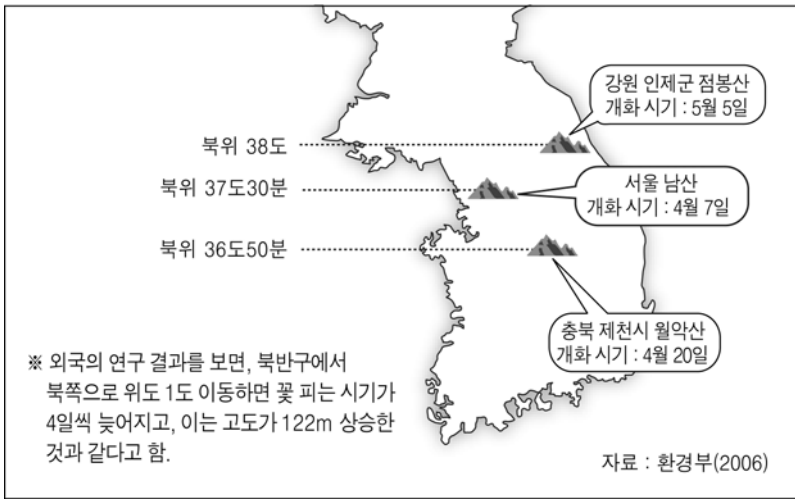 강원 인제군 점봉산
개화 시기 : 5월 5일
북위 38도
북위 37도30분
서울 남산
개화 시기 : 4월 7일
북위 36도50분
충북 제천시 월악산
개화 시기 : 4월 20일
※ 외국의 연구 결과를 보면, 북반구에서
북쪽으로 위도 1도 이동하면 꽃 피는 시기가
4일씩 늦어지고, 이는 고도가 122m 상승한
것과 같다고 함.
자료 : 환경부(2006)